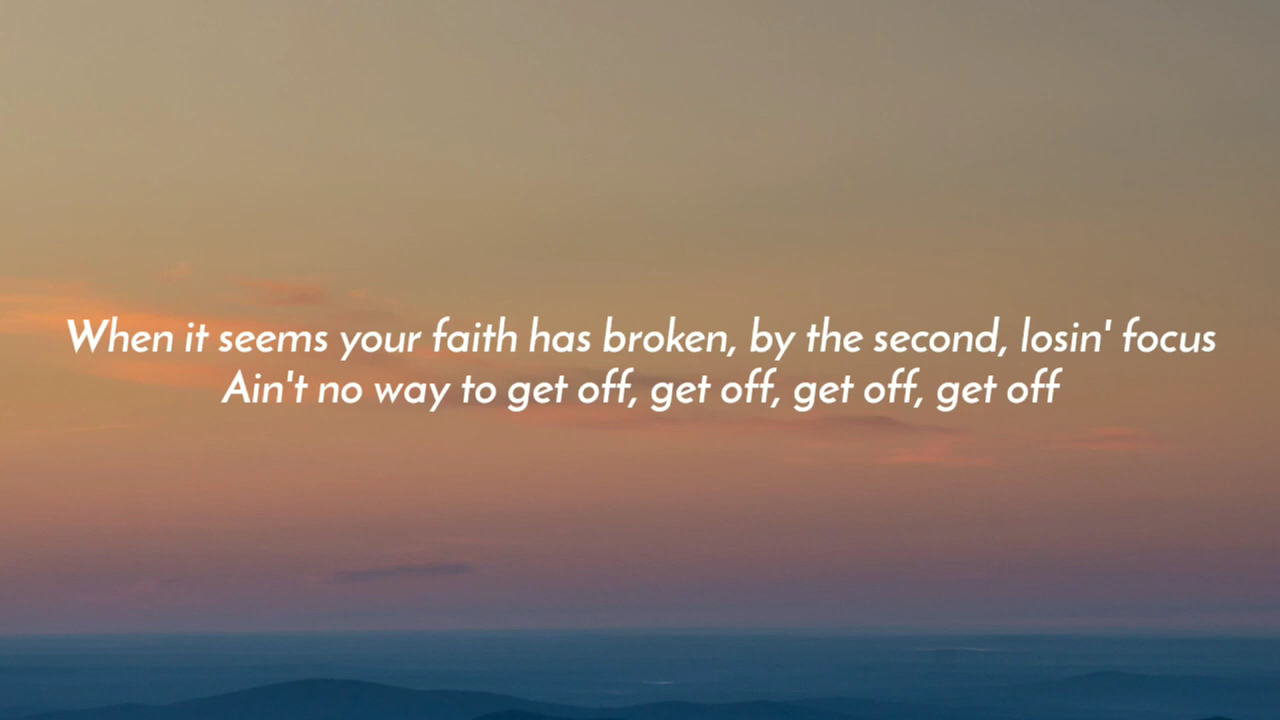 When it seems your faith has broken, by the second, losin' focus
Ain't no way to get off, get off, get off, get off